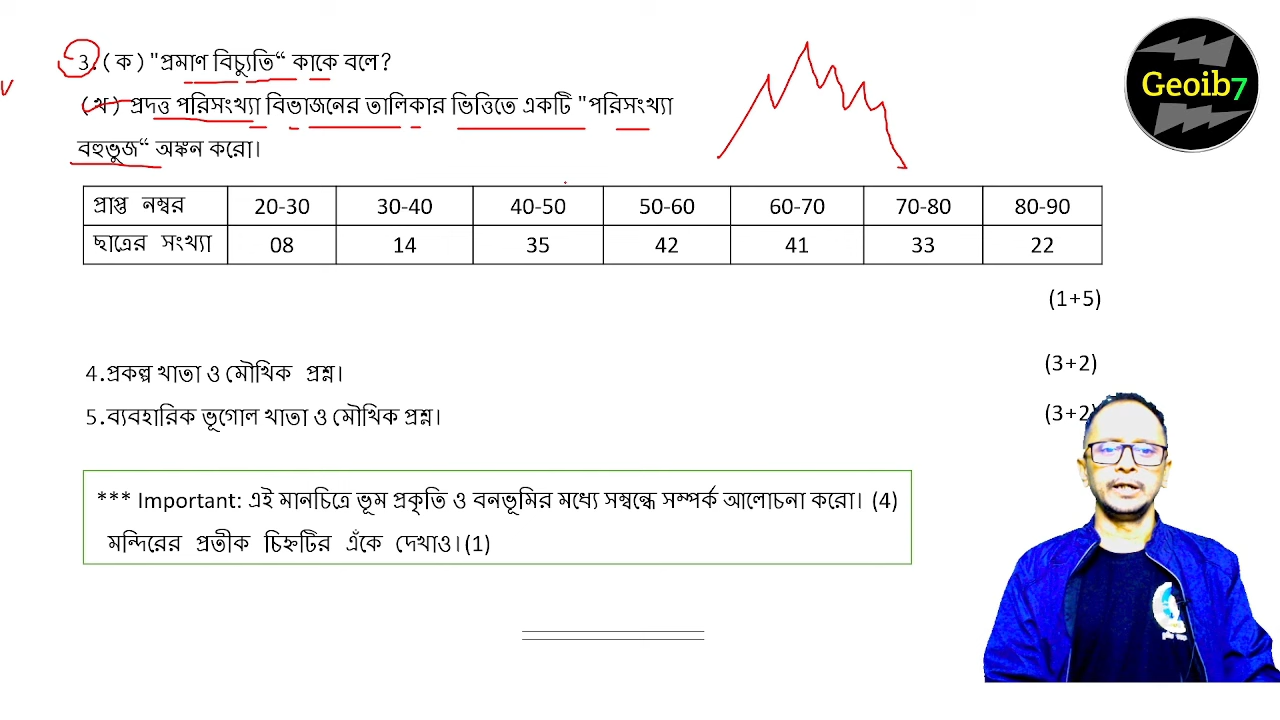 Geoib7
3.(ক)"প্রমাণ বিচ্যুতি“ কাকে বলে?
(খ) প্রদত্ত পরিসংখ্যা বিভাজনের তালিকার ভিত্তিতে একটি "পরিসংখ্যা
বহুভুজ“ অঙ্কন করো।
প্রাপ্ত নম্বর 20-30 30-40 40-50 50-60 60-70 70-80 80-90
ছাত্রের সংখ্যা 08 14 35 42 41 33 22
(1+5)
4.প্রকল্প খাতা ও মৌখিক প্রশ্ন। (3+2)
5.ব্যবহারিক ভূগোল খাতা ও মৌখিক প্রশ্ন। (3+2)
*** Important: এই মানচিত্রে ভূম প্রকৃতি ও বনভূমির মধ্যে সম্বন্ধে সম্পর্ক আলোচনা করো। (4)
মন্দিরের প্রতীক চিহ্নটির এঁকে দেখাও।(1)